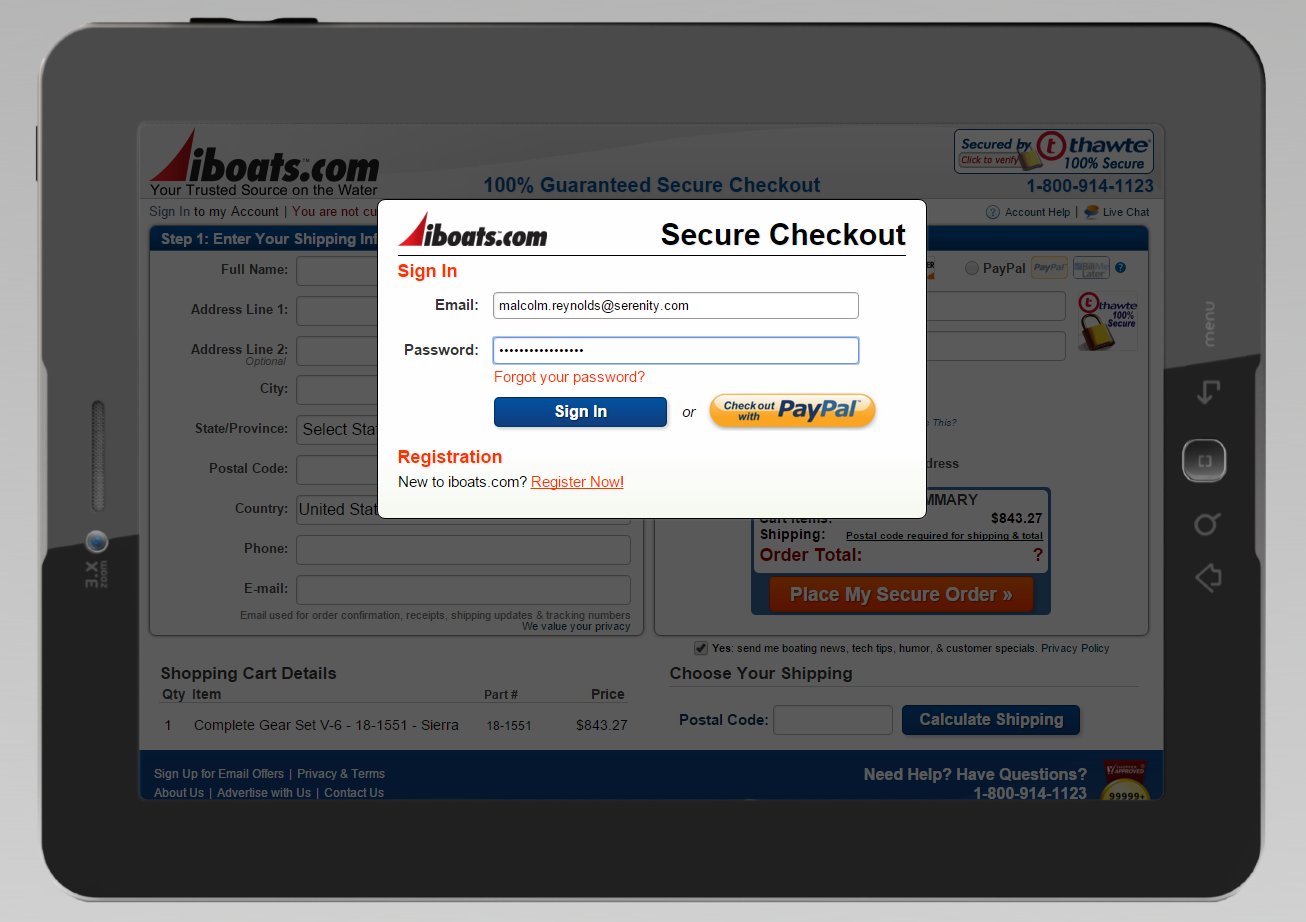 iboats.com™
Your Trusted Source on the Water
100% Guaranteed Secure Checkout
Secured by thawte
Click to verify
100% Secure
1-800-914-1123
Sign In to my Account | You are not cu
? Account Help | Live Chat
iboats.com Secure Checkout
Sign In
Email: malcolm.reynolds@serenity.com
Password: •••••••••••••••••
Forgot your password?
Sign In or Check out with PayPal™
Registration
New to iboats.com? Register Now!
Step 1: Enter Your Shipping Inf
Full Name:
Address Line 1:
Address Line 2:
Optional
City:
State/Province: Select Sta
Postal Code:
Country: United Stat
Phone:
E-mail:
Email used for order confirmation, receipts, shipping updates & tracking numbers
We value your privacy
PayPal PayPal Bill Me Later ?
thawte
100%
Secure
This?
dress
MMARY
Cart Items: $843.27
Shipping: Postal code required for shipping & total
Order Total: ?
Place My Secure Order »
Yes: send me boating news, tech tips, humor, & customer specials. Privacy Policy
Shopping Cart Details
Qty Item Part # Price
1 Complete Gear Set V-6 - 18-1551 - Sierra 18-1551 $843.27
Choose Your Shipping
Postal Code: Calculate Shipping
Sign Up for Email Offers | Privacy & Terms
About Us | Advertise with Us | Contact Us
Need Help? Have Questions?
1-800-914-1123
APPROVED
99999+
menu
3.X
zoom